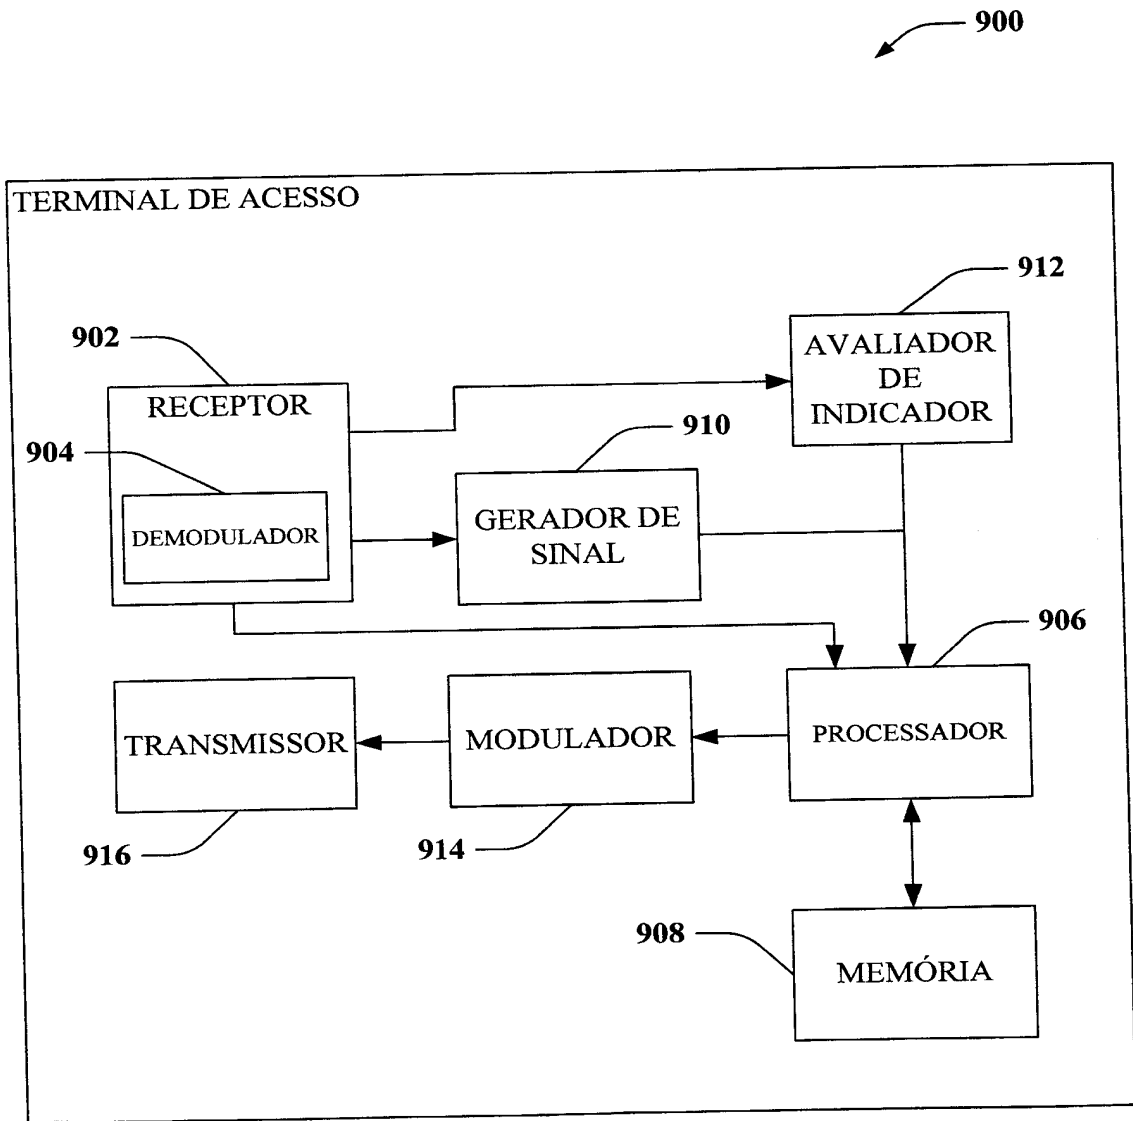 900
TERMINAL DE ACESSO
912
902
AVALIADOR
DE
INDICADOR
RECEPTOR
910
904
GERADOR DE
SINAL
DEMODULADOR
906
TRANSMISSOR
MODULADOR
PROCESSADOR
916
914
908
MEMÓRIA